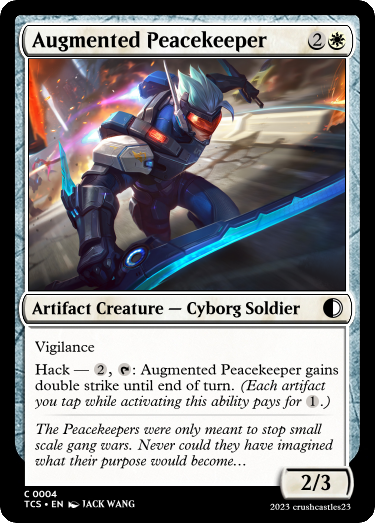 Augmented Peacekeeper 2
Artifact Creature — Cyborg Soldier
Vigilance
Hack — 2, : Augmented Peacekeeper gains
double strike until end of turn. (Each artifact
you tap while activating this ability pays for 1.)
The Peacekeepers were only meant to stop small
scale gang wars. Never could they have imagined
what their purpose would become...
2/3
C 0004
TCS • EN JACK WANG
2023 crushcastles23